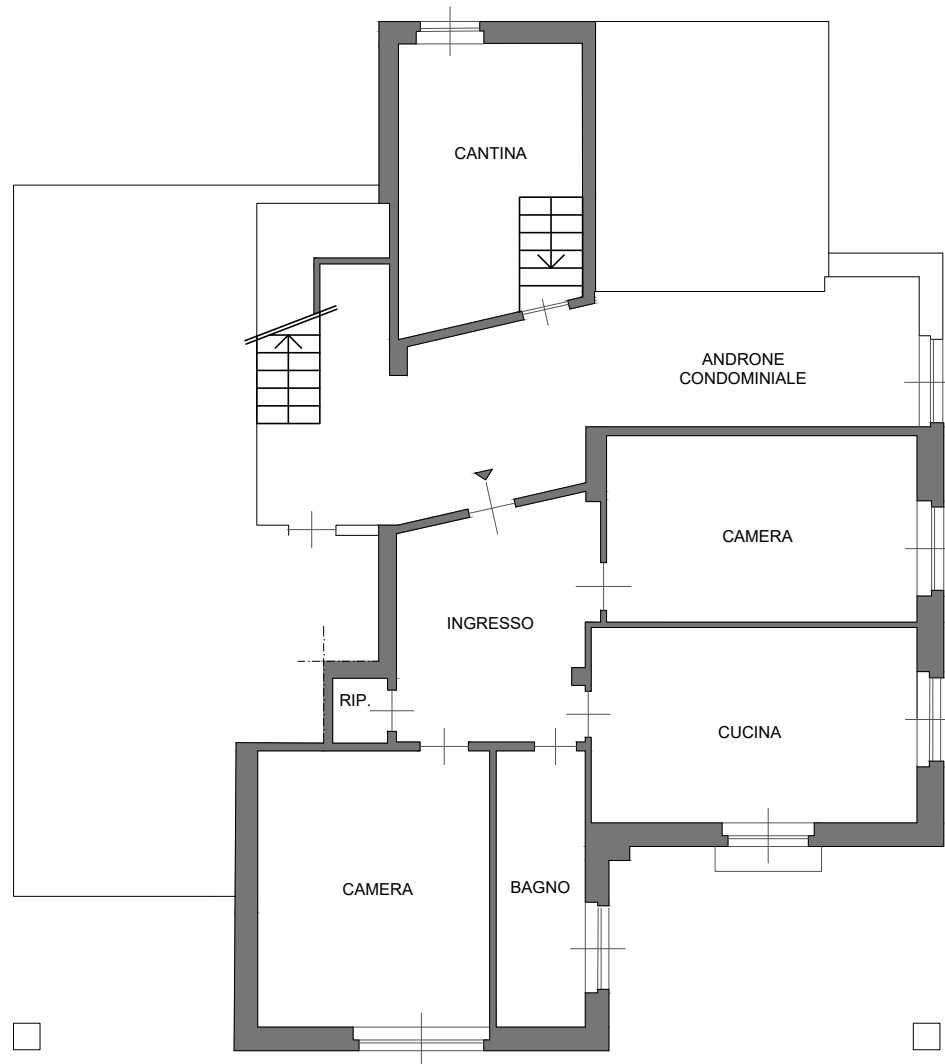 CANTINA
ANDRONE
CONDOMINIALE
CAMERA
INGRESSO
RIP.
CUCINA
CAMERA
BAGNO